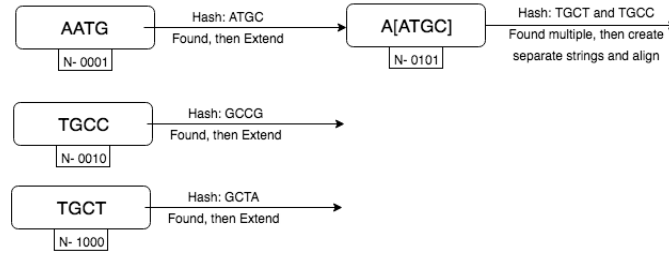 AATG
N- 0001
Hash: ATGC
Found, then Extend
A[ATGC]
N- 0101
Hash: TGCT and TGCC
Found multiple, then create
separate strings and align
TGCC
N- 0010
Hash: GCCG
Found, then Extend
TGCT
N- 1000
Hash: GCTA
Found, then Extend